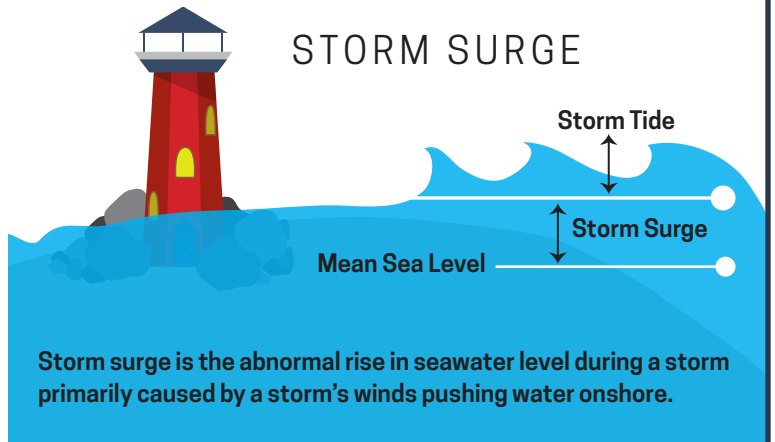 STORM SURGE
Storm Tide
Storm Surge
Mean Sea Level
Storm surge is the abnormal rise in seawater level during a storm
primarily caused by a storm’s winds pushing water onshore.